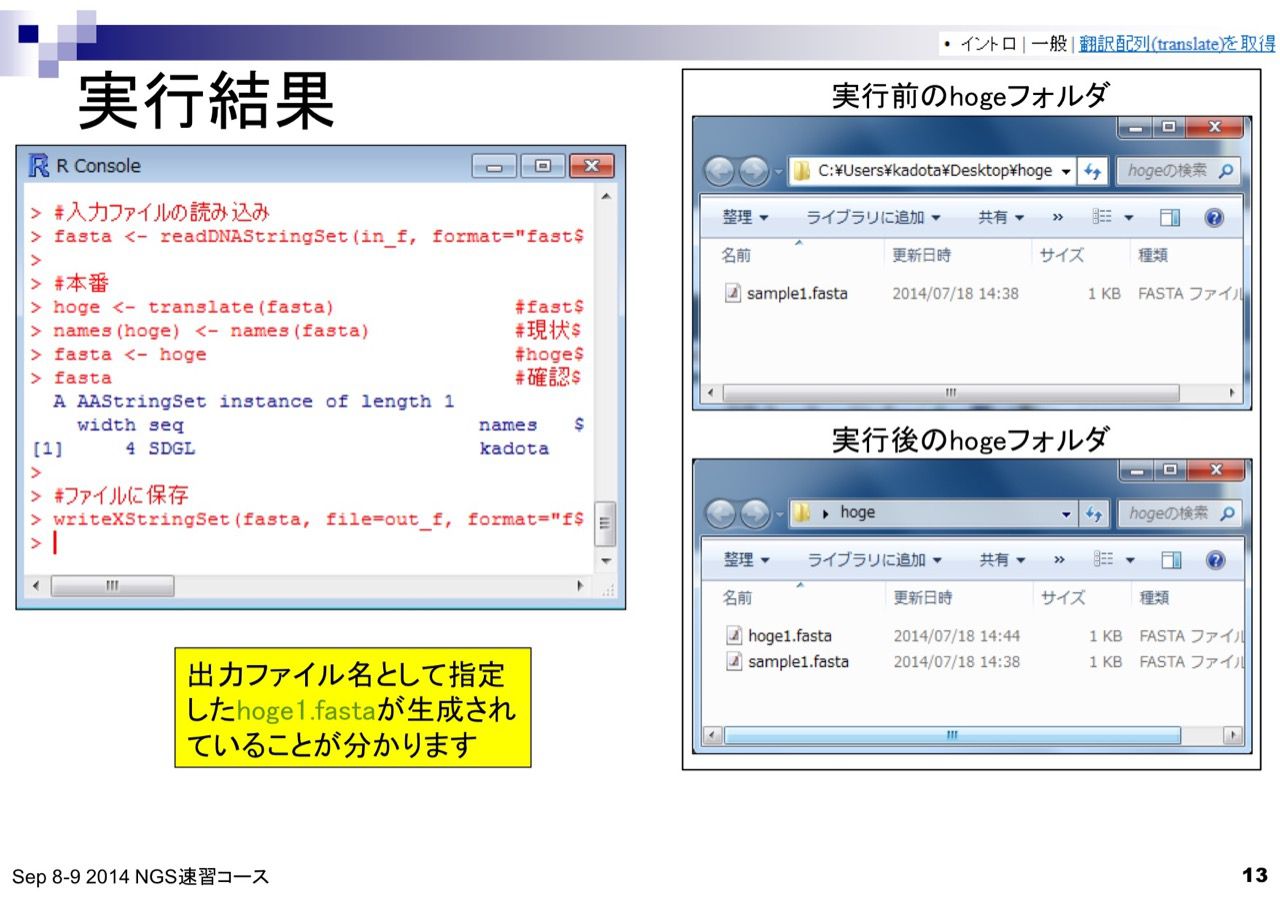 • イントロ | 一般 | 翻訳配列(translate)を取得
実行結果
R Console
> #入力ファイルの読み込み
> fasta <- readDNAStringSet(in_f, format="fast$
>
> #本番
> hoge <- translate(fasta) #fast$
> names(hoge) <- names(fasta) #現状$
> fasta <- hoge #hoge$
> fasta #確認$
A AAStringSet instance of length 1
width seq names $
[1] 4 SDGL kadota
>
> #ファイルに保存
> writeXStringSet(fasta, file=out_f, format="f$
>
出力ファイル名として指定
したhoge1.fastaが生成され
ていることが分かります
実行前のhogeフォルダ
C:¥Users¥kadota¥Desktop¥hoge hogeの検索
整理 ライブラリに追加 共有 »
名前 更新日時 サイズ 種類
sample1.fasta 2014/07/18 14:38 1 KB FASTA ファイル
実行後のhogeフォルダ
hoge hogeの検索
整理 ライブラリに追加 共有 »
名前 更新日時 サイズ 種類
hoge1.fasta 2014/07/18 14:44 1 KB FASTA ファイル
sample1.fasta 2014/07/18 14:38 1 KB FASTA ファイル
Sep 8-9 2014 NGS速習コース
13